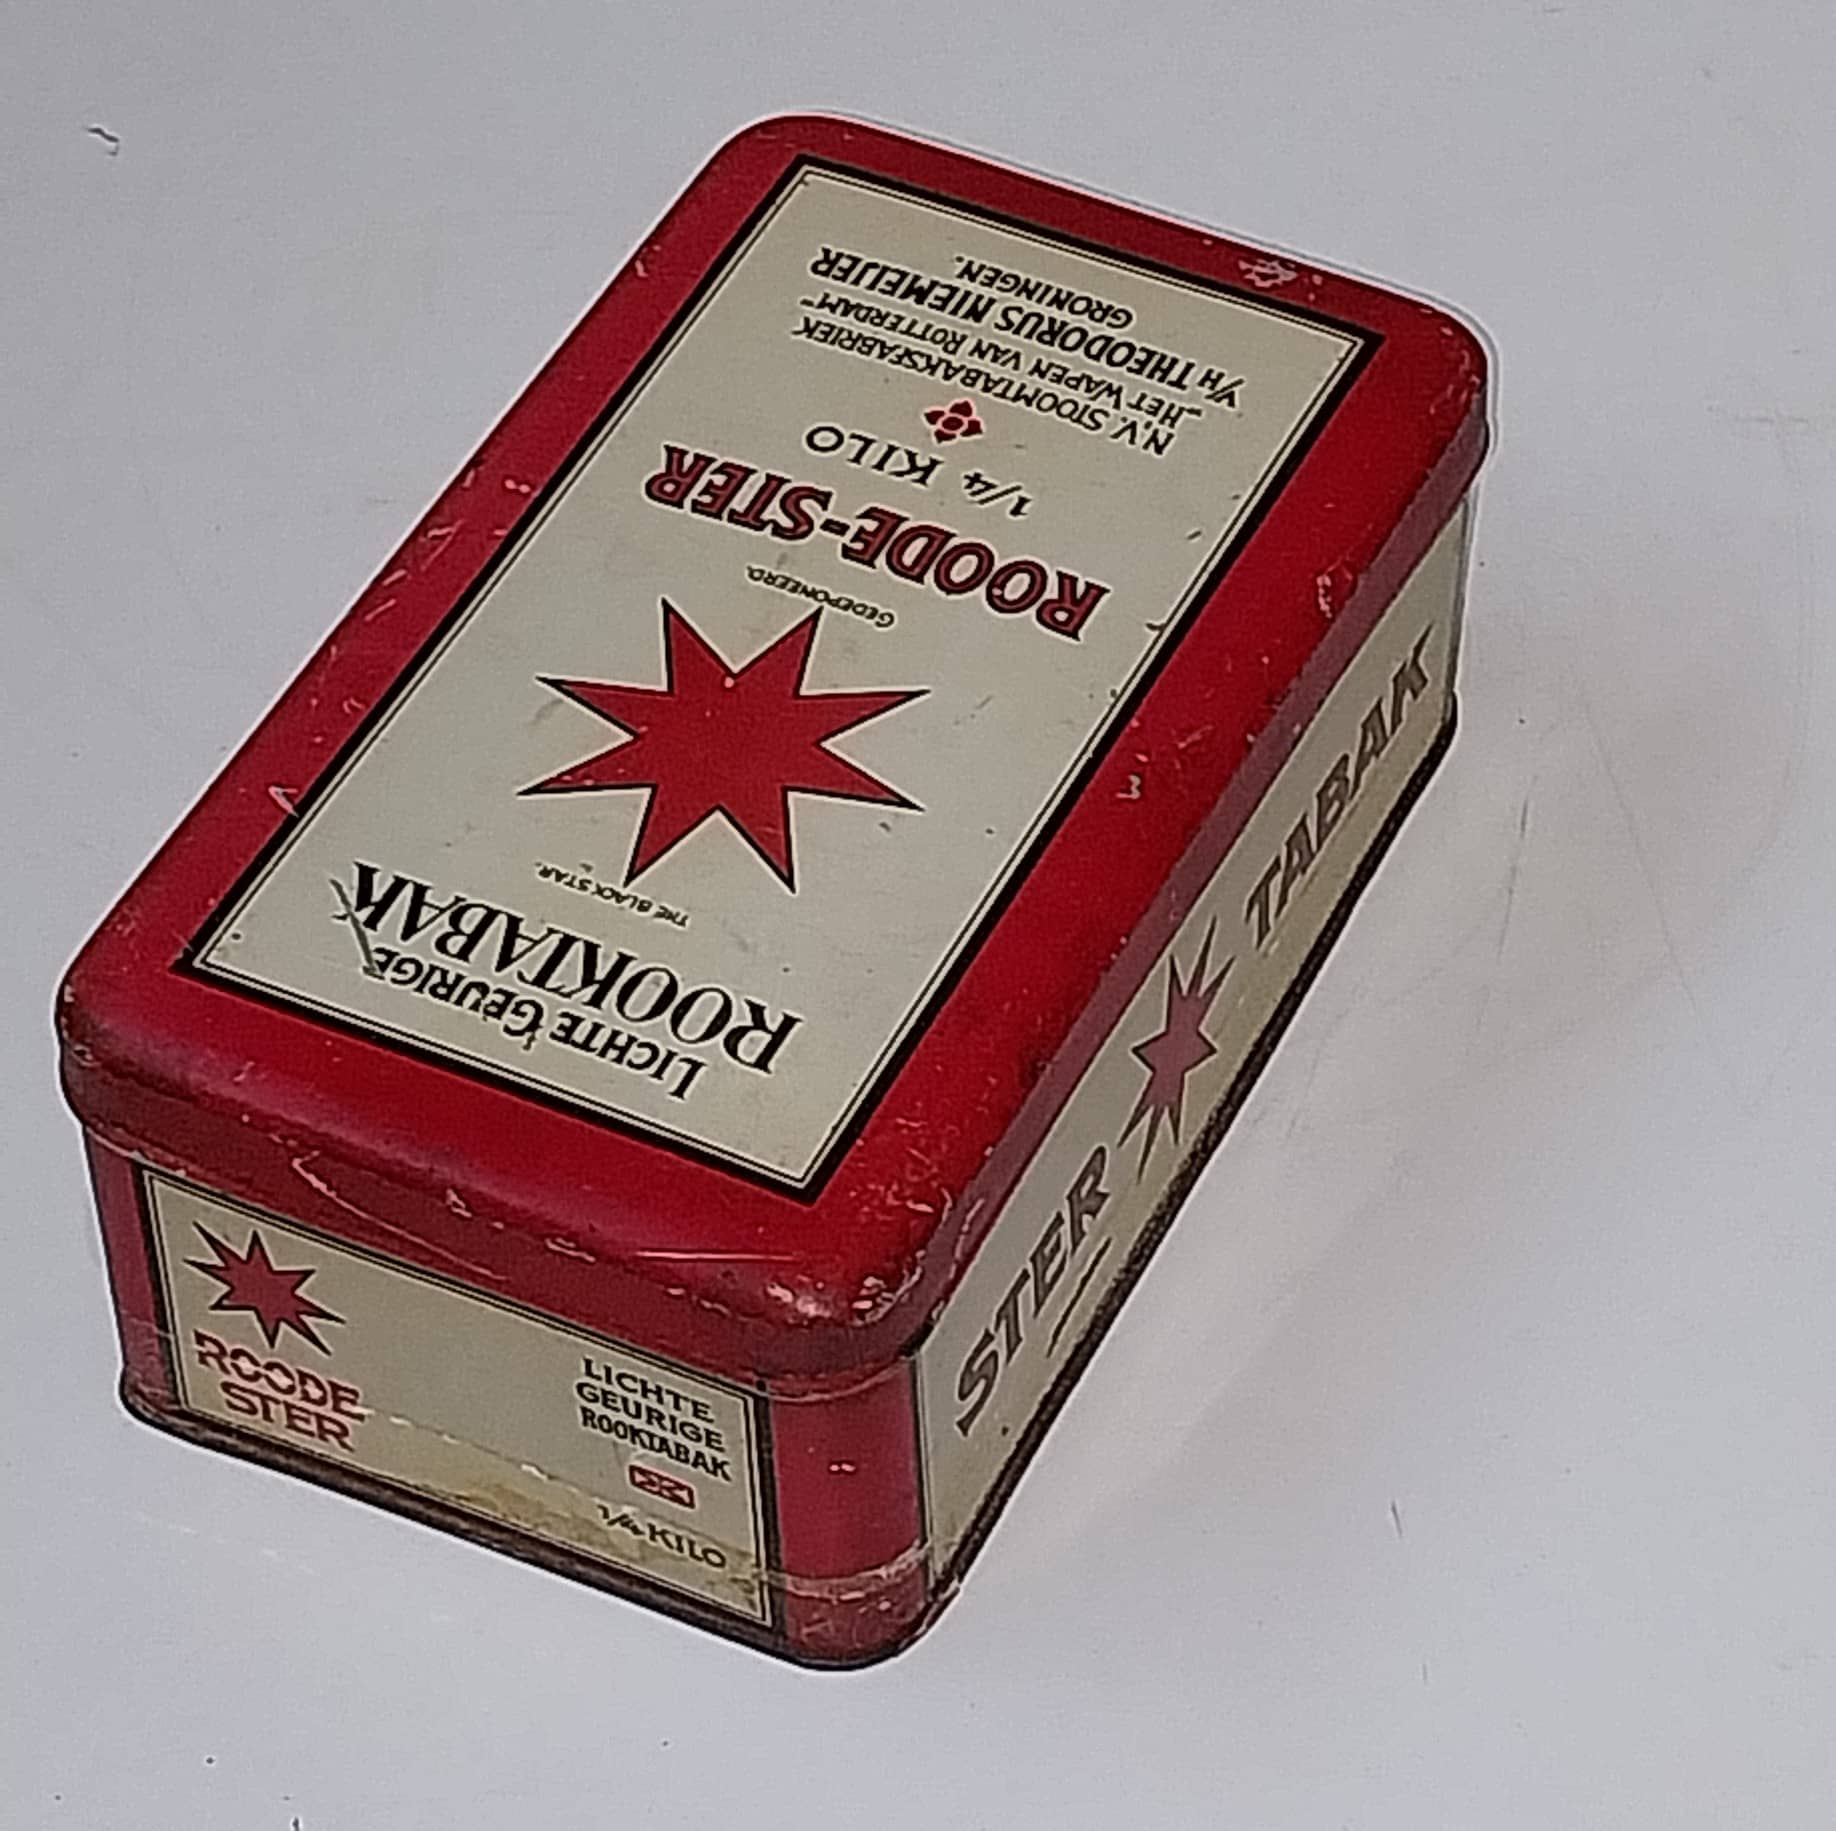 LICHTE GEURIGE
ROOKTABAK
THE BLACK STAR.
GEDEPONEERD.
ROODE-STER
1/4 KILO
N.V. STOOMTABAKSFABRIEK
„HET WAPEN VAN ROTTERDAM"
V/H THEODORUS NIEMEIJER
GRONINGEN.
ROODE
STER
LICHTE
GEURIGE
ROOKTABAK
1/4 KILO
STER TABAK